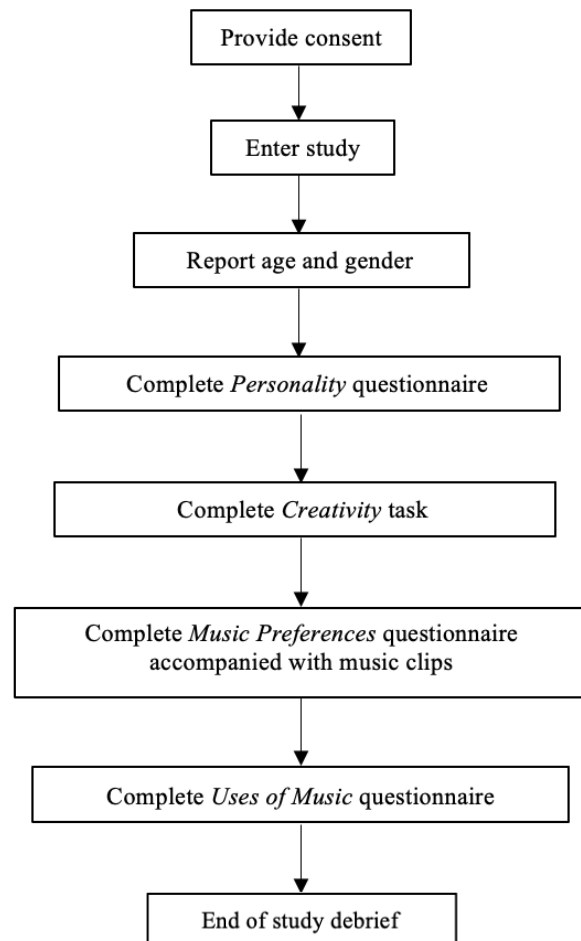 Provide consent
Enter study
Report age and gender
Complete Personality questionnaire
Complete Creativity task
Complete Music Preferences questionnaire
accompanied with music clips
Complete Uses of Music questionnaire
End of study debrief